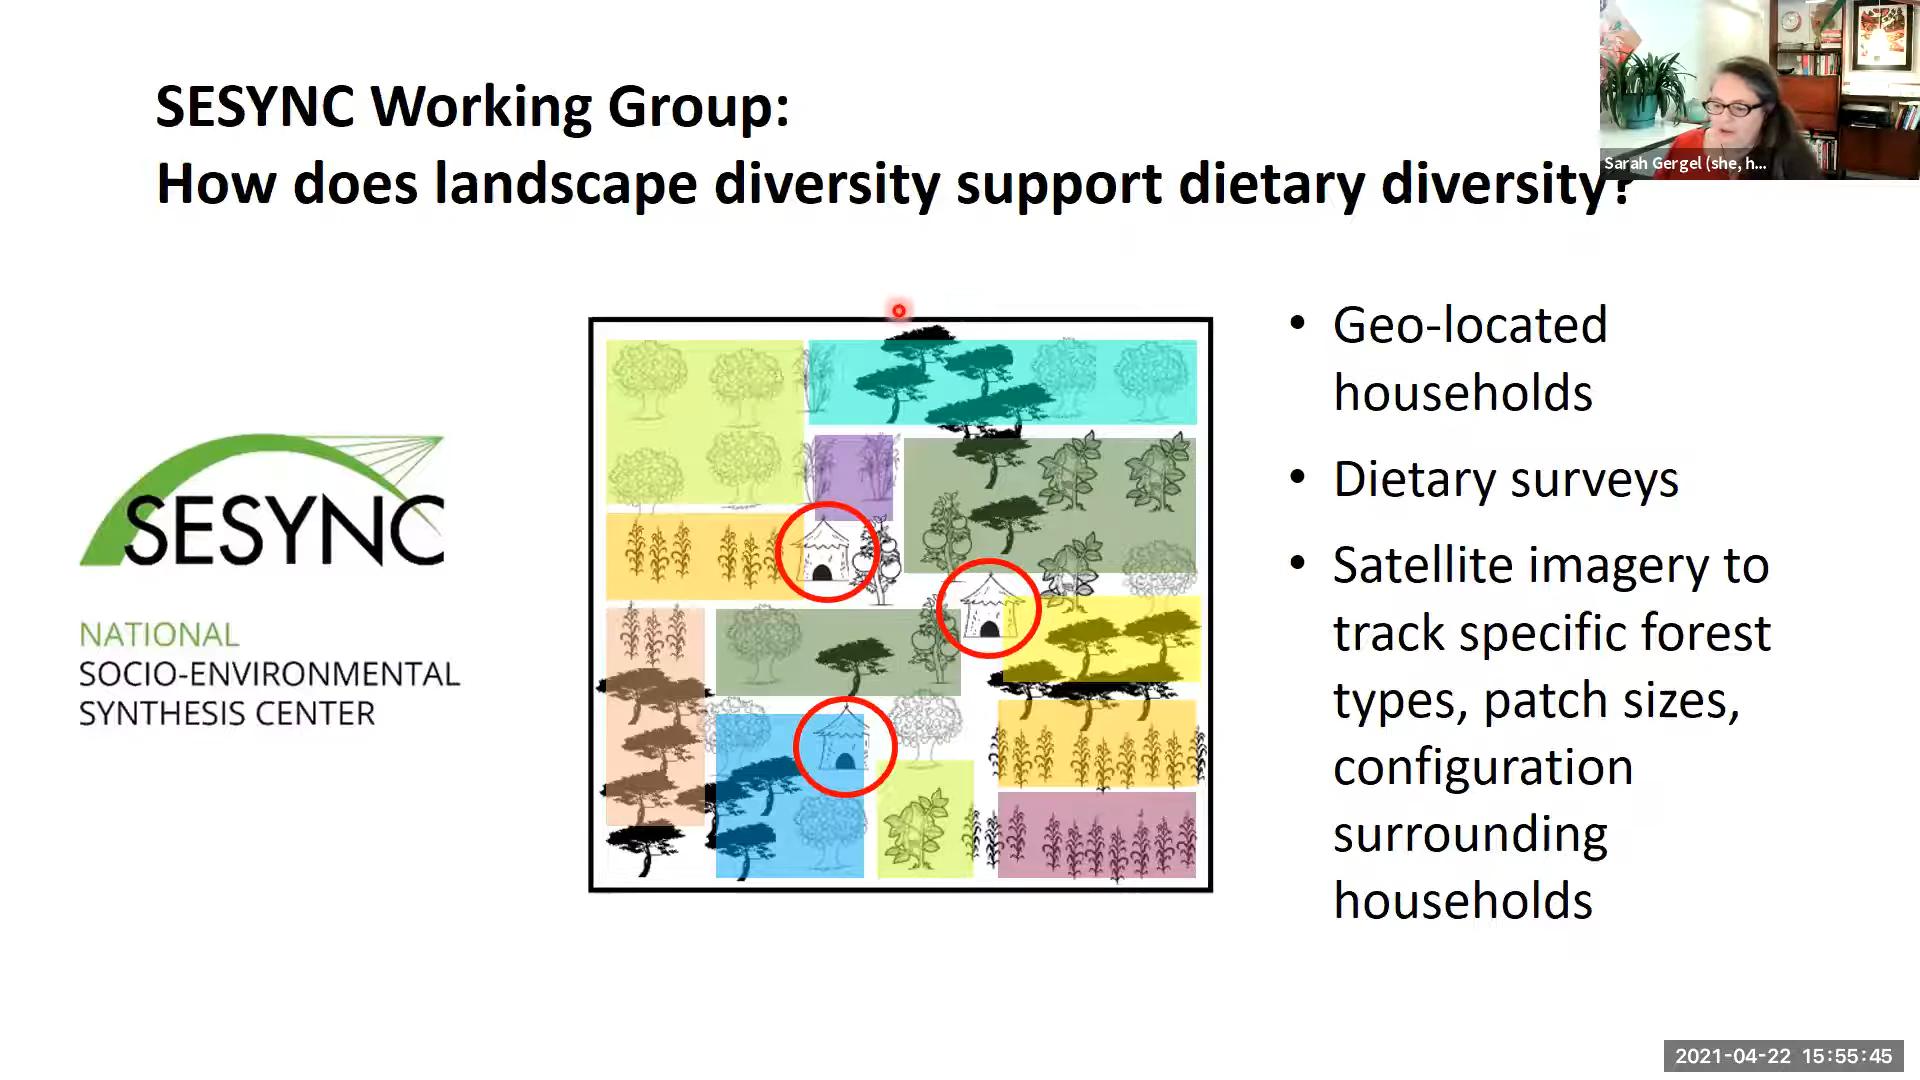 SESYNC Working Group:
How does landscape diversity support dietary diversity?
Sarah Gergel (she, h...
• Geo-located
households
• Dietary surveys
• Satellite imagery to
track specific forest
types, patch sizes,
configuration
surrounding
households
SESYNC
NATIONAL
SOCIO-ENVIRONMENTAL
SYNTHESIS CENTER
2021-04-22 15:55:45